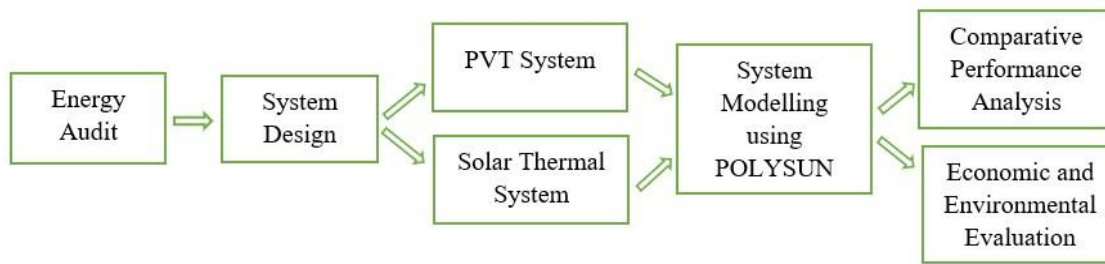 Energy
Audit
System
Design
PVT System
Solar Thermal
System
System
Modelling
using
POLYSUN
Comparative
Performance
Analysis
Economic and
Environmental
Evaluation